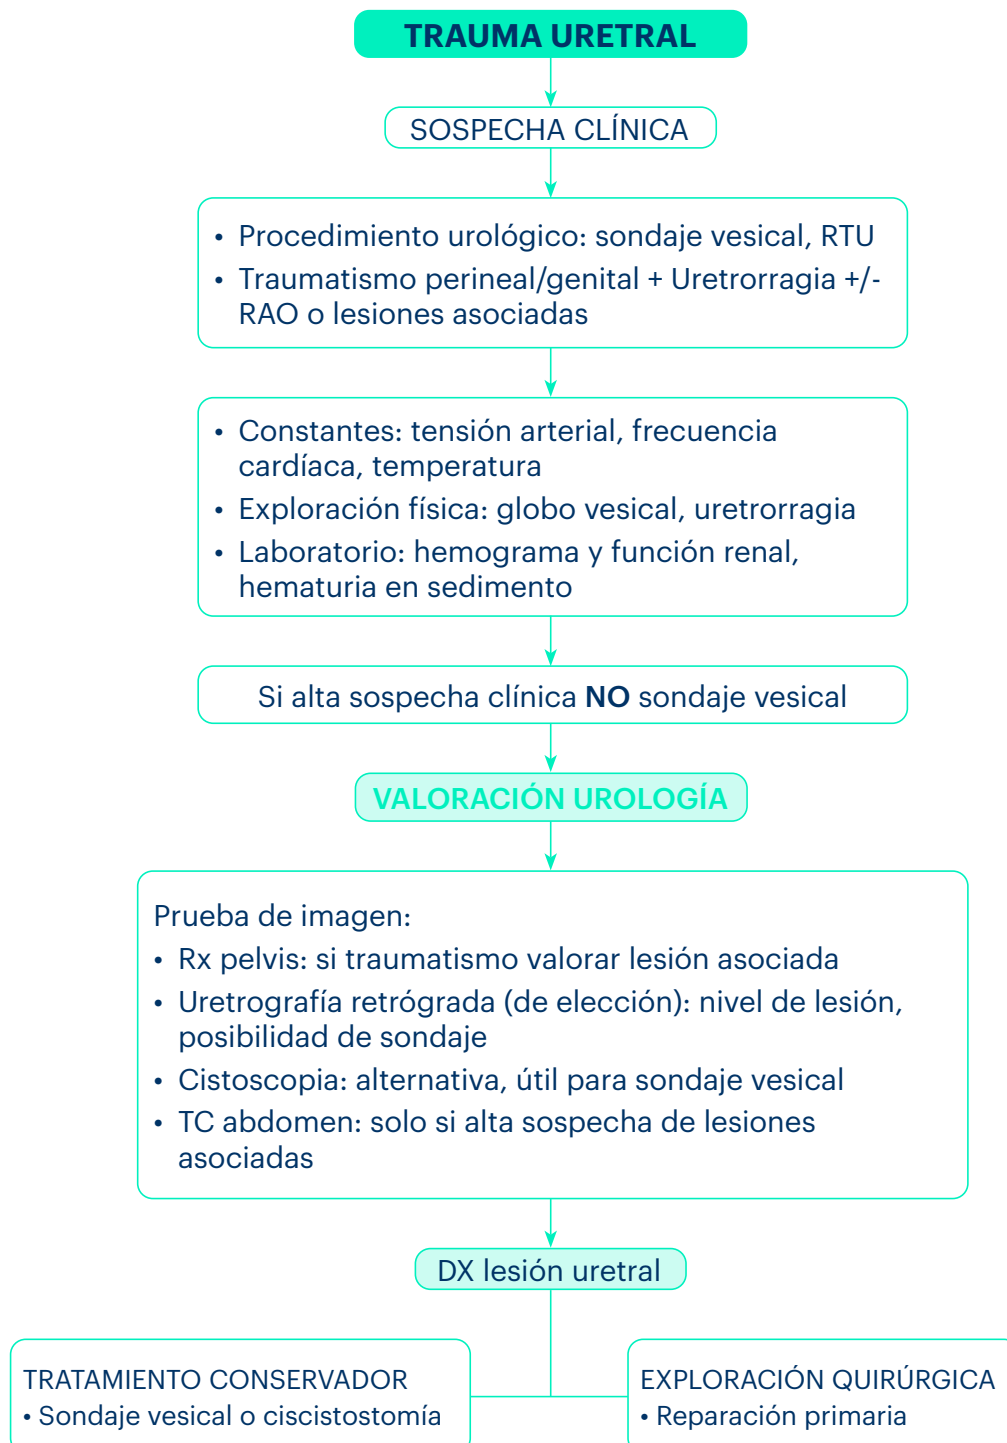 TRAUMA URETRAL
SOSPECHA CLÍNICA
• Procedimiento urológico: sondaje vesical, RTU
• Traumatismo perineal/genital + Uretrorragia +/-
RAO o lesiones asociadas
• Constantes: tensión arterial, frecuencia
cardíaca, temperatura
• Exploración física: globo vesical, uretrorragia
• Laboratorio: hemograma y función renal,
hematuria en sedimento
Si alta sospecha clínica NO sondaje vesical
VALORACIÓN UROLOGÍA
Prueba de imagen:
• Rx pelvis: si traumatismo valorar lesión asociada
• Uretrografía retrógrada (de elección): nivel de lesión,
posibilidad de sondaje
• Cistoscopia: alternativa, útil para sondaje vesical
• TC abdomen: solo si alta sospecha de lesiones
asociadas
DX lesión uretral
TRATAMIENTO CONSERVADOR
• Sondaje vesical o ciscistostomía
EXPLORACIÓN QUIRÚRGICA
• Reparación primaria